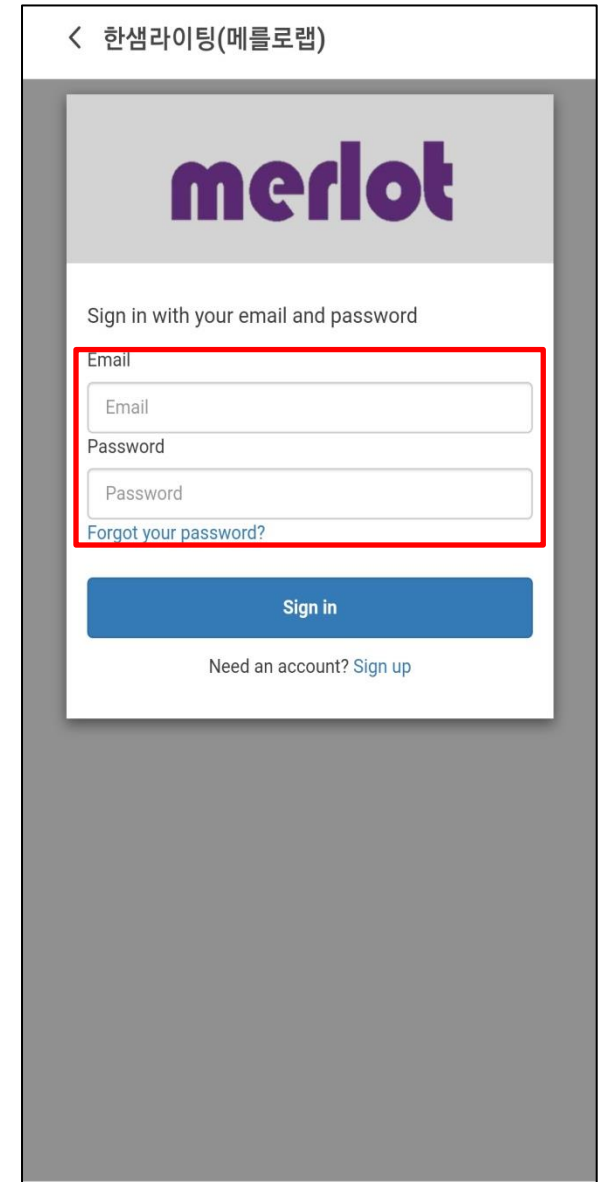 한샘라이팅(메를로랩)
merlot
Sign in with your email and password
Email
Email
Password
Password
Forgot your password?
Sign in
Need an account? Sign up